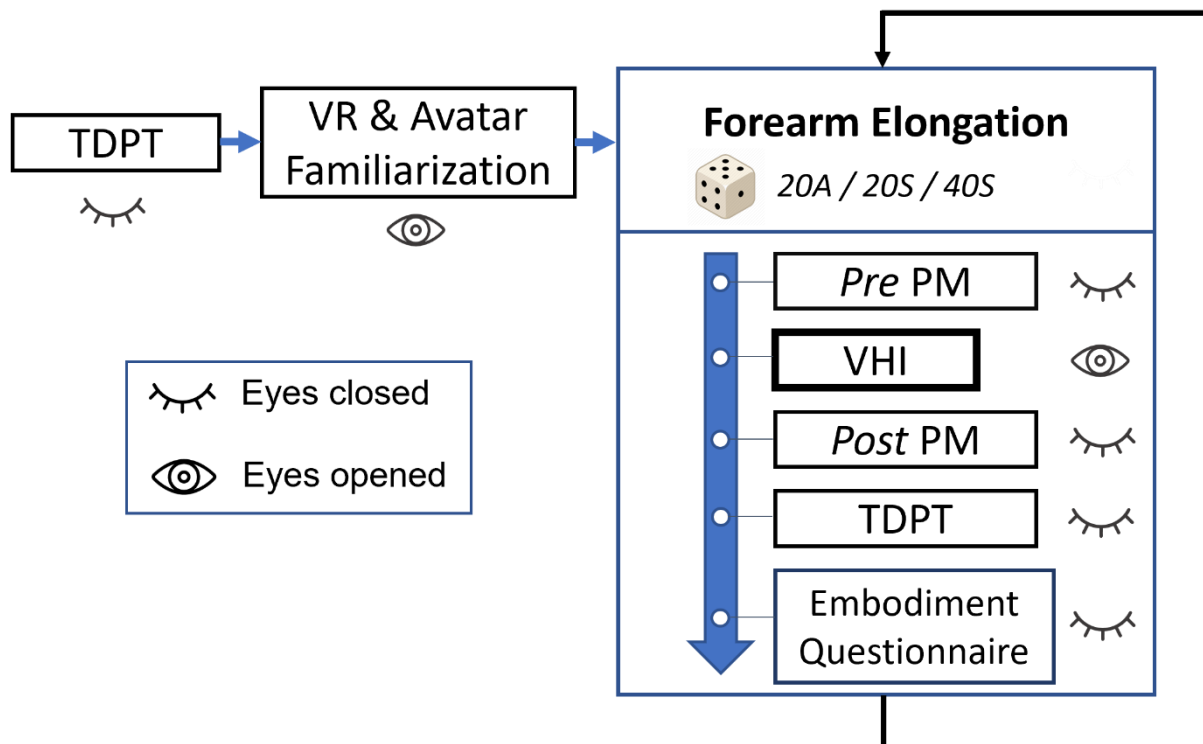 TDPT
VR & Avatar
Familiarization
Forearm Elongation
20A / 20S / 40S
Pre PM
VHI
Post PM
TDPT
Embodiment
Questionnaire
Eyes closed
Eyes opened